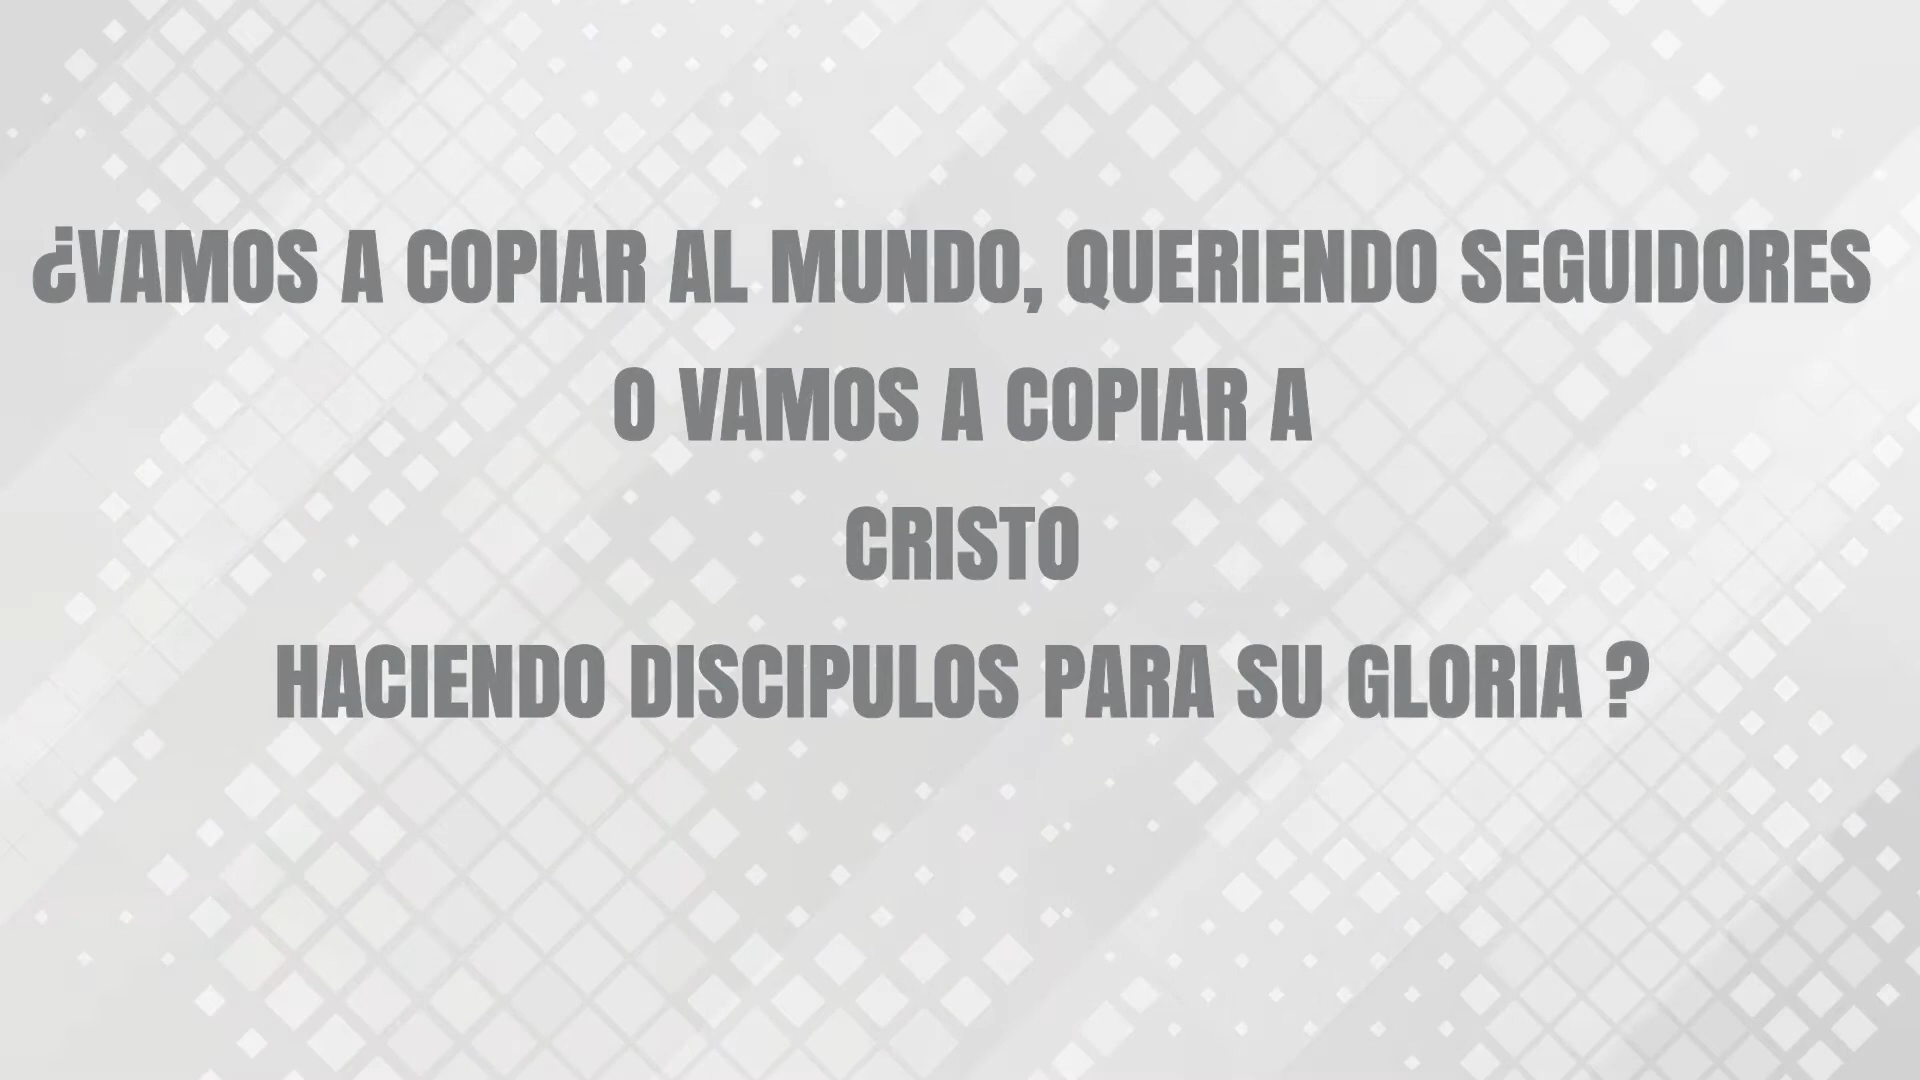 ¿VAMOS A COPIAR AL MUNDO, QUERIENDO SEGUIDORES
O VAMOS A COPIAR A
CRISTO
HACIENDO DISCIPULOS PARA SU GLORIA ?